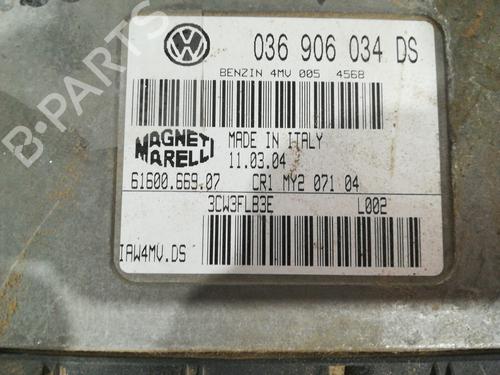 036 906 034 DS
BENZIN 4MV 005 4568
MAGNETI MARELLI
MADE IN ITALY
11.03.04
61600.669.07 CR1 MY2 071 04
3CW3FLB3E L002
IAW4MV.DS
B-PARTS